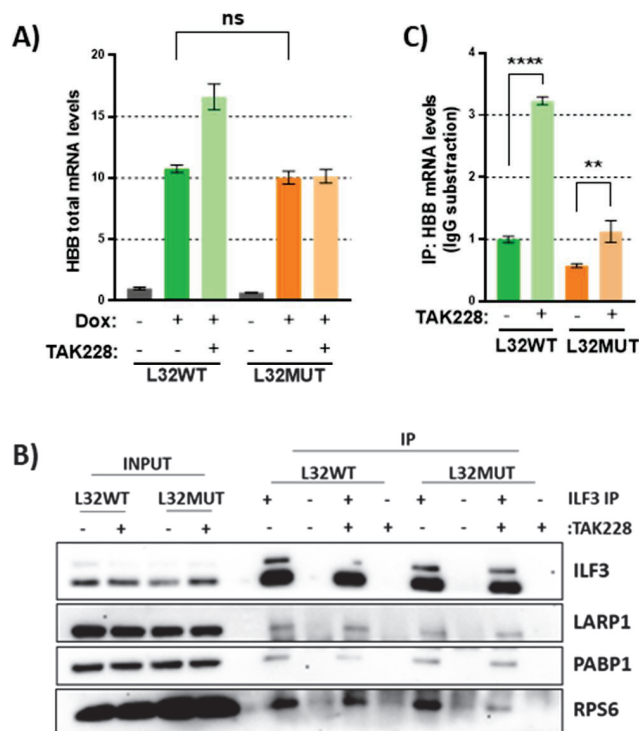 A)
ns
HBB total mRNA levels
20
15
10
5
0
Dox: - + + - + +
TAK228: - - + - - +
L32WT L32MUT
C)
****
**
IP: HBB mRNA levels
(IgG substraction)
4
3
2
1
0
TAK228: - + - +
L32WT L32MUT
B)
IP
INPUT
L32WT L32MUT L32WT L32MUT
+ - + - + - + - ILF3 IP
- + - + - - + + - - + + :TAK228
ILF3
LARP1
PABP1
RPS6